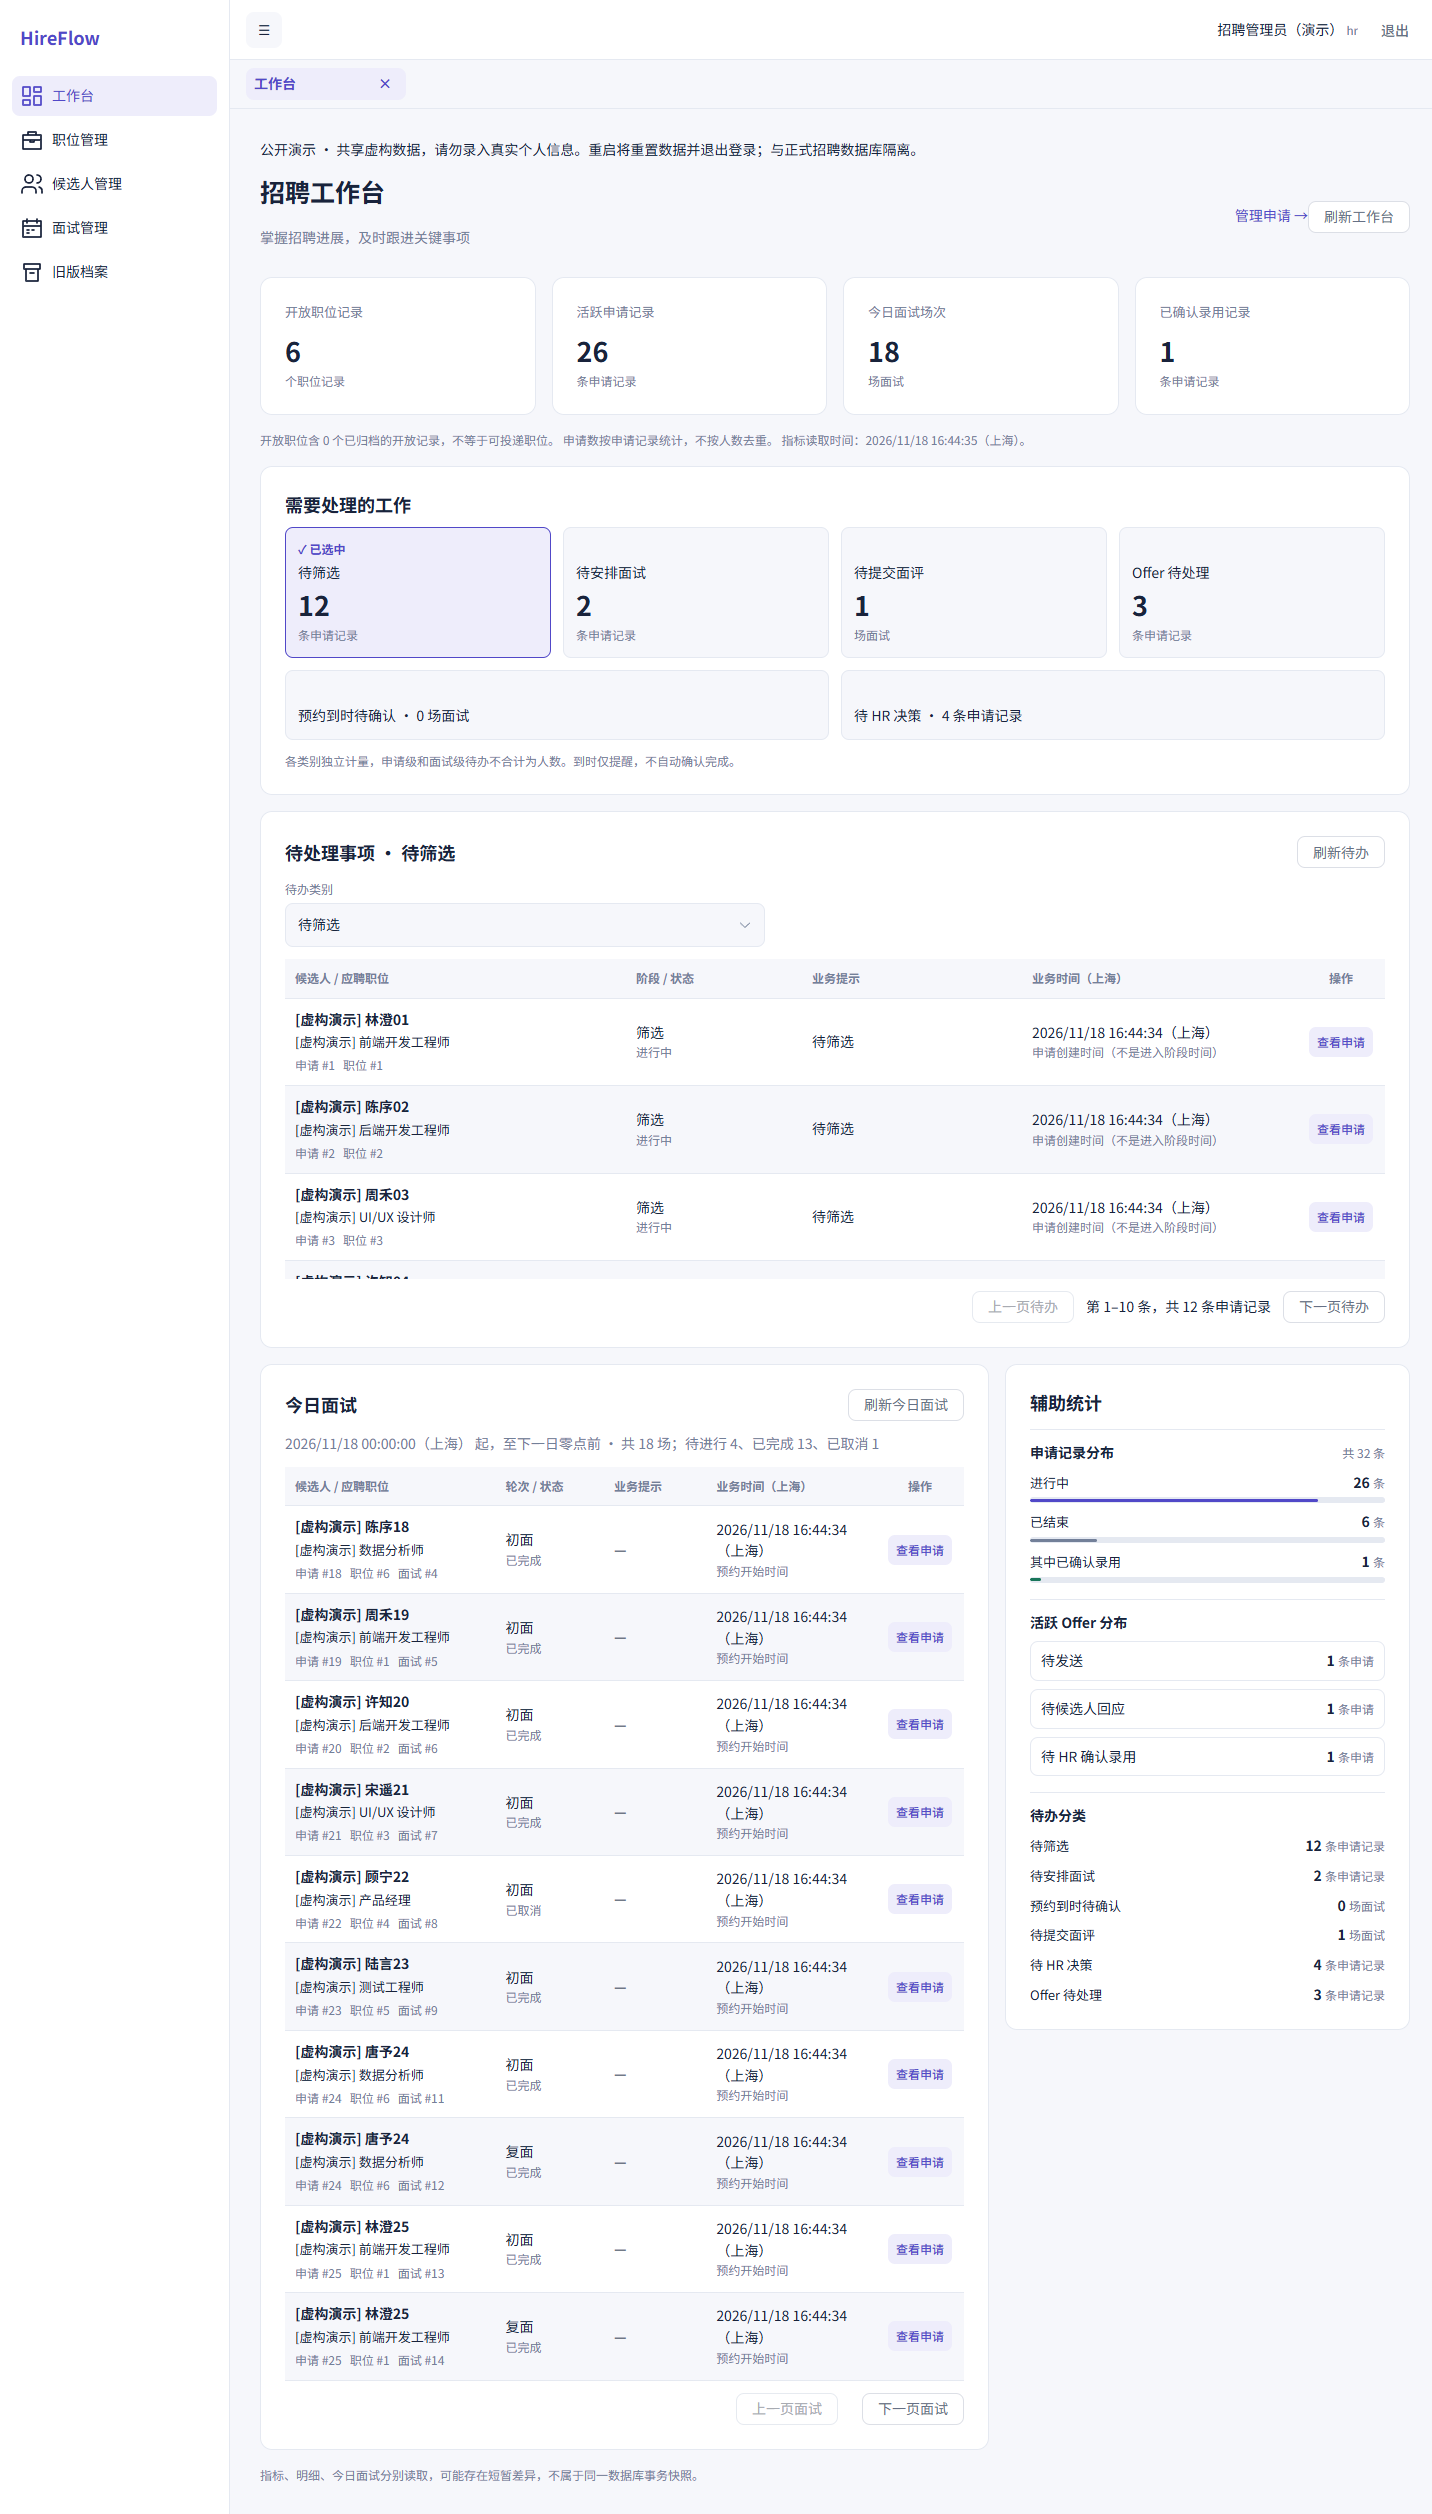 HireFlow
工作台
职位管理
候选人管理
面试管理
旧版档案
☰
招聘管理员（演示） hr 退出
工作台 ×
公开演示 · 共享虚构数据，请勿录入真实个人信息。重启将重置数据并退出登录；与正式招聘数据库隔离。
招聘工作台
掌握招聘进展，及时跟进关键事项
管理申请 →
刷新工作台
开放职位记录
6
个职位记录
活跃申请记录
26
条申请记录
今日面试场次
18
场面试
已确认录用记录
1
条申请记录
开放职位含 0 个已归档的开放记录，不等于可投递职位。 申请数按申请记录统计，不按人数去重。 指标读取时间：2026/11/18 16:44:35（上海）。
需要处理的工作
✓ 已选中
待筛选
12
条申请记录
待安排面试
2
条申请记录
待提交面评
1
场面试
Offer 待处理
3
条申请记录
预约到时待确认 · 0 场面试
待 HR 决策 · 4 条申请记录
各类别独立计量，申请级和面试级待办不合计为人数。到时仅提醒，不自动确认完成。
待处理事项 · 待筛选
刷新待办
待办类别
待筛选
候选人 / 应聘职位 阶段 / 状态 业务提示 业务时间（上海） 操作
[虚构演示] 林澄01
[虚构演示] 前端开发工程师
申请 #1 职位 #1
筛选
进行中
待筛选
2026/11/18 16:44:34（上海）
申请创建时间（不是进入阶段时间）
查看申请
[虚构演示] 陈序02
[虚构演示] 后端开发工程师
申请 #2 职位 #2
筛选
进行中
待筛选
2026/11/18 16:44:34（上海）
申请创建时间（不是进入阶段时间）
查看申请
[虚构演示] 周禾03
[虚构演示] UI/UX 设计师
申请 #3 职位 #3
筛选
进行中
待筛选
2026/11/18 16:44:34（上海）
申请创建时间（不是进入阶段时间）
查看申请
[虚构演示] 许知04
上一页待办 第 1–10 条，共 12 条申请记录 下一页待办
今日面试
刷新今日面试
2026/11/18 00:00:00（上海） 起，至下一日零点前 · 共 18 场；待进行 4、已完成 13、已取消 1
候选人 / 应聘职位 轮次 / 状态 业务提示 业务时间（上海） 操作
[虚构演示] 陈序18
[虚构演示] 数据分析师
申请 #18 职位 #6 面试 #4
初面
已完成
—
2026/11/18 16:44:34
（上海）
预约开始时间
查看申请
[虚构演示] 周禾19
[虚构演示] 前端开发工程师
申请 #19 职位 #1 面试 #5
初面
已完成
—
2026/11/18 16:44:34
（上海）
预约开始时间
查看申请
[虚构演示] 许知20
[虚构演示] 后端开发工程师
申请 #20 职位 #2 面试 #6
初面
已完成
—
2026/11/18 16:44:34
（上海）
预约开始时间
查看申请
[虚构演示] 宋遥21
[虚构演示] UI/UX 设计师
申请 #21 职位 #3 面试 #7
初面
已完成
—
2026/11/18 16:44:34
（上海）
预约开始时间
查看申请
[虚构演示] 顾宁22
[虚构演示] 产品经理
申请 #22 职位 #4 面试 #8
初面
已取消
—
2026/11/18 16:44:34
（上海）
预约开始时间
查看申请
[虚构演示] 陆言23
[虚构演示] 测试工程师
申请 #23 职位 #5 面试 #9
初面
已完成
—
2026/11/18 16:44:34
（上海）
预约开始时间
查看申请
[虚构演示] 唐予24
[虚构演示] 数据分析师
申请 #24 职位 #6 面试 #11
初面
已完成
—
2026/11/18 16:44:34
（上海）
预约开始时间
查看申请
[虚构演示] 唐予24
[虚构演示] 数据分析师
申请 #24 职位 #6 面试 #12
复面
已完成
—
2026/11/18 16:44:34
（上海）
预约开始时间
查看申请
[虚构演示] 林澄25
[虚构演示] 前端开发工程师
申请 #25 职位 #1 面试 #13
初面
已完成
—
2026/11/18 16:44:34
（上海）
预约开始时间
查看申请
[虚构演示] 林澄25
[虚构演示] 前端开发工程师
申请 #25 职位 #1 面试 #14
复面
已完成
—
2026/11/18 16:44:34
（上海）
预约开始时间
查看申请
上一页面试 下一页面试
辅助统计
申请记录分布 共 32 条
进行中 26 条
已结束 6 条
其中已确认录用 1 条
活跃 Offer 分布
待发送 1 条申请
待候选人回应 1 条申请
待 HR 确认录用 1 条申请
待办分类
待筛选 12 条申请记录
待安排面试 2 条申请记录
预约到时待确认 0 场面试
待提交面评 1 场面试
待 HR 决策 4 条申请记录
Offer 待处理 3 条申请记录
指标、明细、今日面试分别读取，可能存在短暂差异，不属于同一数据库事务快照。